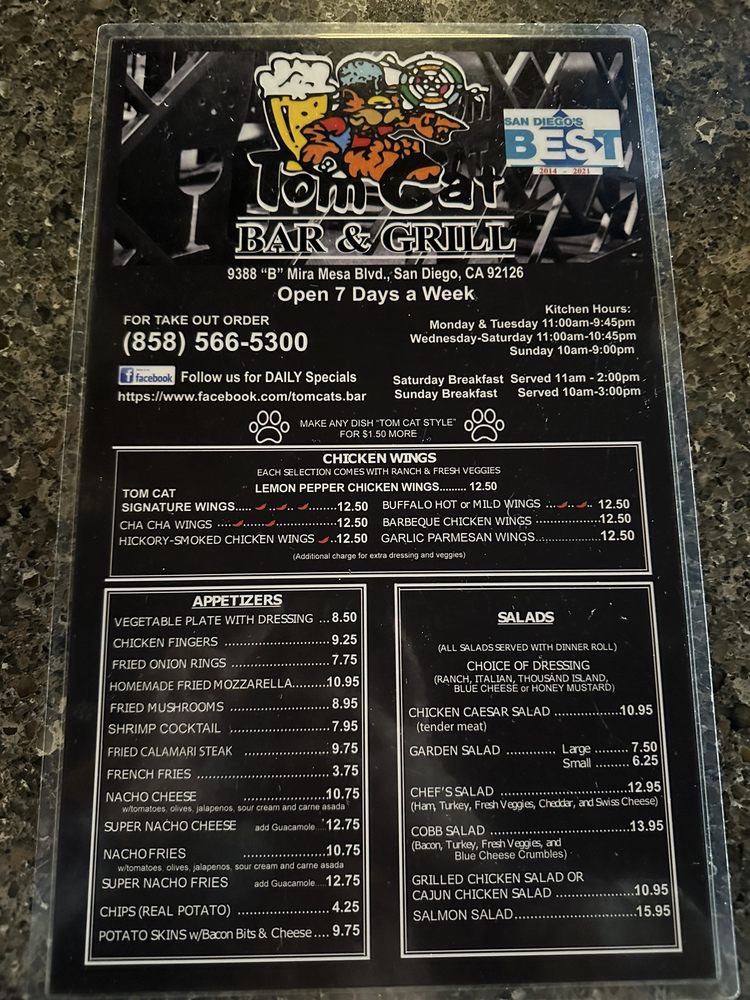 SAN DIEGO'S
BEST
2014 - 2021
Tom Cat
BAR & GRILL
9388 "B" Mira Mesa Blvd., San Diego, CA 92126
Open 7 Days a Week
FOR TAKE OUT ORDER
(858) 566-5300
Kitchen Hours:
Monday & Tuesday 11:00am-9:45pm
Wednesday-Saturday 11:00am-10:45pm
Sunday 10am-9:00pm
facebook Follow us for DAILY Specials
https://www.facebook.com/tomcats.bar
Saturday Breakfast Served 11am - 2:00pm
Sunday Breakfast Served 10am-3:00pm
MAKE ANY DISH "TOM CAT STYLE"
FOR $1.50 MORE
CHICKEN WINGS
EACH SELECTION COMES WITH RANCH & FRESH VEGGIES
LEMON PEPPER CHICKEN WINGS......... 12.50
TOM CAT
SIGNATURE WINGS..... .. .. ........12.50
CHA CHA WINGS .... ..... ...............12.50
HICKORY-SMOKED CHICKEN WINGS ..12.50
BUFFALO HOT or MILD WINGS .... .. .. 12.50
BARBEQUE CHICKEN WINGS ................12.50
GARLIC PARMESAN WINGS.................12.50
(Additional charge for extra dressing and veggies)
APPETIZERS
VEGETABLE PLATE WITH DRESSING ...8.50
CHICKEN FINGERS ...........................9.25
FRIED ONION RINGS ........................7.75
HOMEMADE FRIED MOZZARELLA.........10.95
FRIED MUSHROOMS ........................8.95
SHRIMP COCKTAIL ..........................7.95
FRIED CALAMARI STEAK .....................9.75
FRENCH FRIES ................................3.75
NACHO CHEESE .....................10.75
w/tomatoes, olives, jalapenos, sour cream and carne asada
SUPER NACHO CHEESE add Guacamole.....12.75
NACHO FRIES .....................10.75
w/tomatoes, olives, jalapenos, sour cream and carne asada
SUPER NACHO FRIES add Guacamole.....12.75
CHIPS (REAL POTATO) ........................ 4.25
POTATO SKINS w/Bacon Bits & Cheese .... 9.75
SALADS
(ALL SALADS SERVED WITH DINNER ROLL)
CHOICE OF DRESSING
(RANCH, ITALIAN, THOUSAND ISLAND,
BLUE CHEESE or HONEY MUSTARD)
CHICKEN CAESAR SALAD .................10.95
(tender meat)
GARDEN SALAD ............. Large ......... 7.50
Small .......... 6.25
CHEF'S SALAD ..................................12.95
(Ham, Turkey, Fresh Veggies, Cheddar, and Swiss Cheese)
COBB SALAD ....................................13.95
(Bacon, Turkey, Fresh Veggies, and
Blue Cheese Crumbles)
GRILLED CHICKEN SALAD OR
CAJUN CHICKEN SALAD ....................10.95
SALMON SALAD...............................15.95